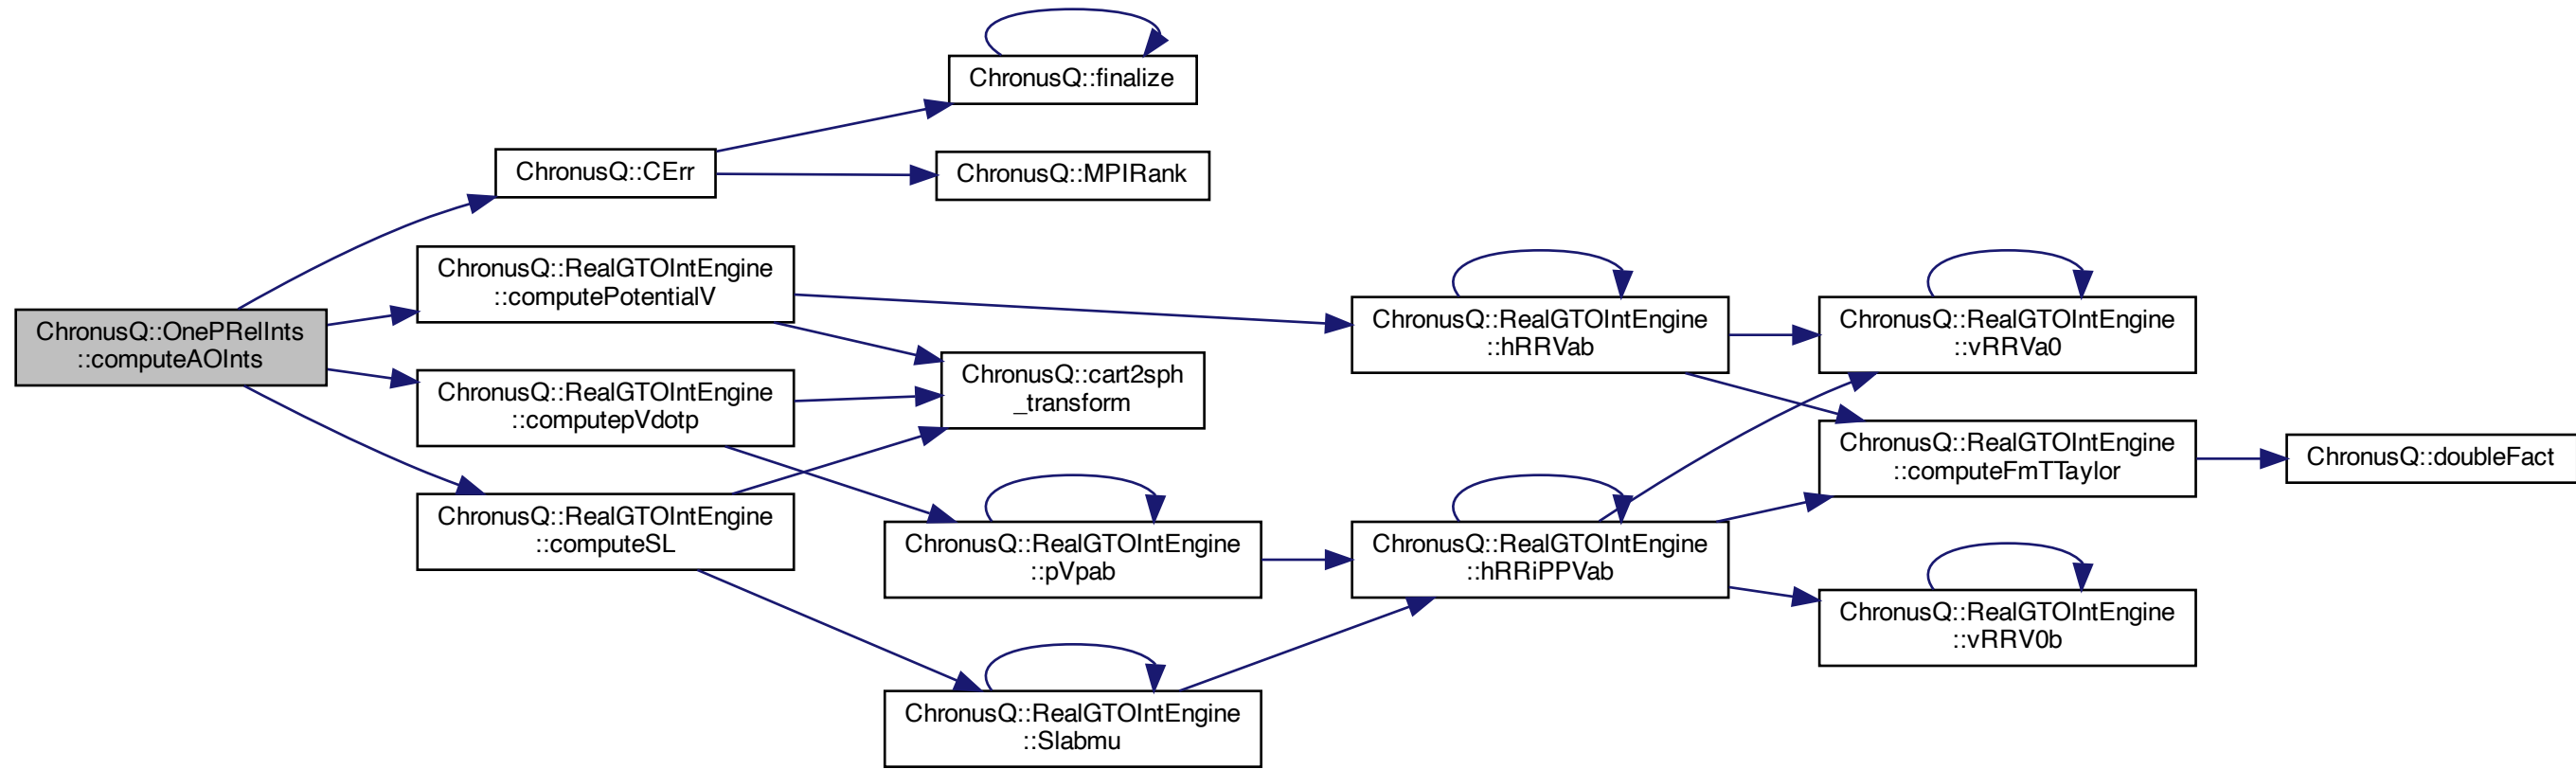 ChronusQ::OnePRelInts
::computeAOInts
ChronusQ::CErr
ChronusQ::finalize
ChronusQ::MPIRank
ChronusQ::RealGTOIntEngine
::computePotentialV
ChronusQ::RealGTOIntEngine
::computepVdotp
ChronusQ::RealGTOIntEngine
::computeSL
ChronusQ::cart2sph
_transform
ChronusQ::RealGTOIntEngine
::pVpab
ChronusQ::RealGTOIntEngine
::Slabmu
ChronusQ::RealGTOIntEngine
::hRRVab
ChronusQ::RealGTOIntEngine
::hRRiPPVab
ChronusQ::RealGTOIntEngine
::vRRVa0
ChronusQ::RealGTOIntEngine
::computeFmTTaylor
ChronusQ::RealGTOIntEngine
::vRRV0b
ChronusQ::doubleFact